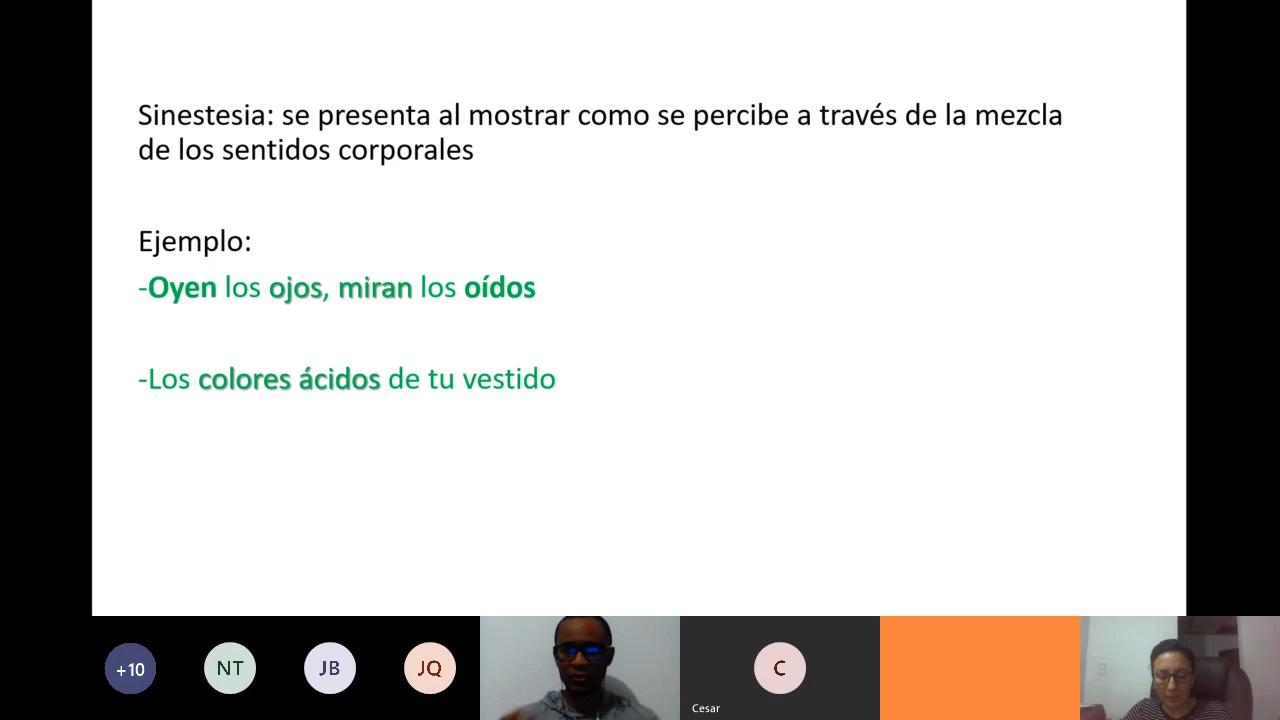 Sinestesia: se presenta al mostrar como se percibe a través de la mezcla
de los sentidos corporales
Ejemplo:
-Oyen los ojos, miran los oídos
-Los colores ácidos de tu vestido
+10
NT
JB
JQ
C
Cesar